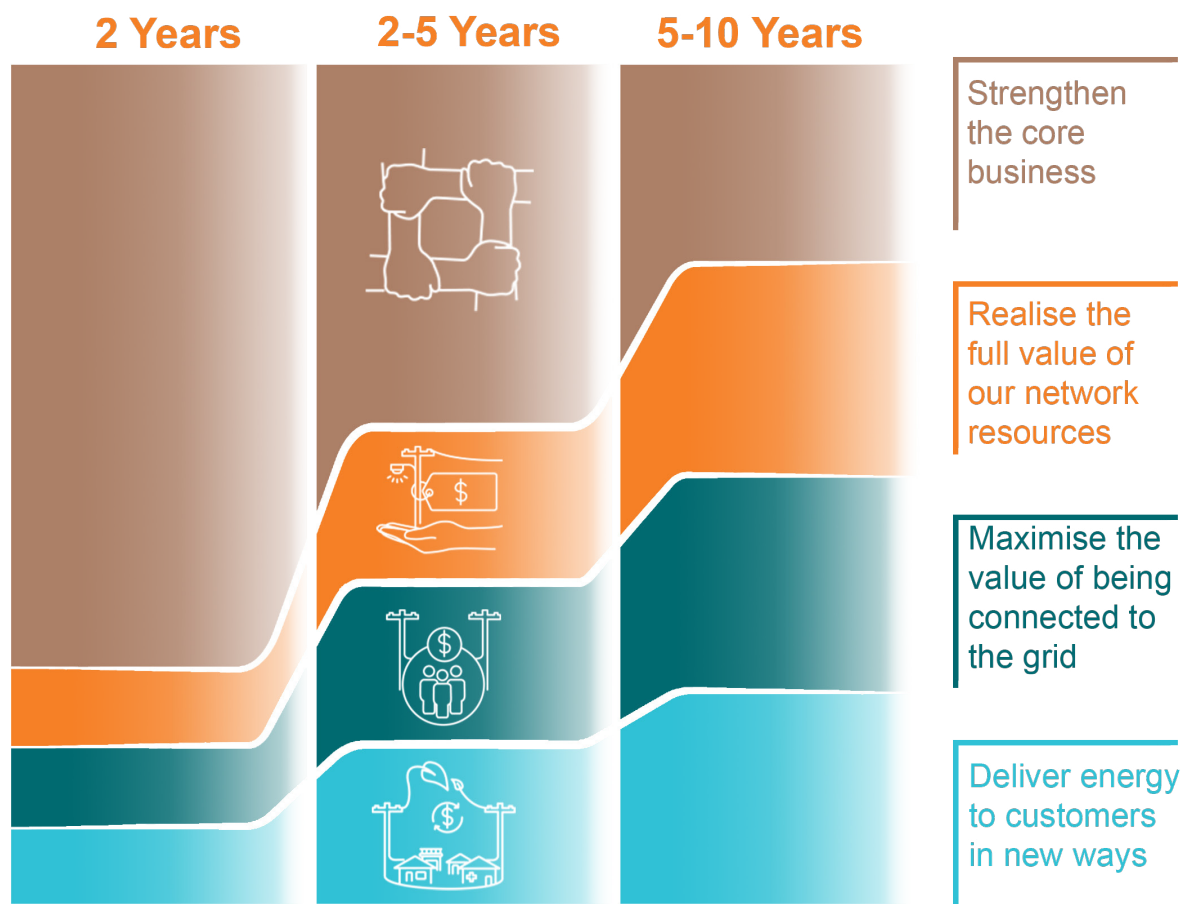 2 Years
2-5 Years
5-10 Years
Strengthen
the core
business
Realise the
full value of
our network
resources
$
Maximise the
value of being
connected to
the grid
$
Deliver energy
to customers
in new ways
$